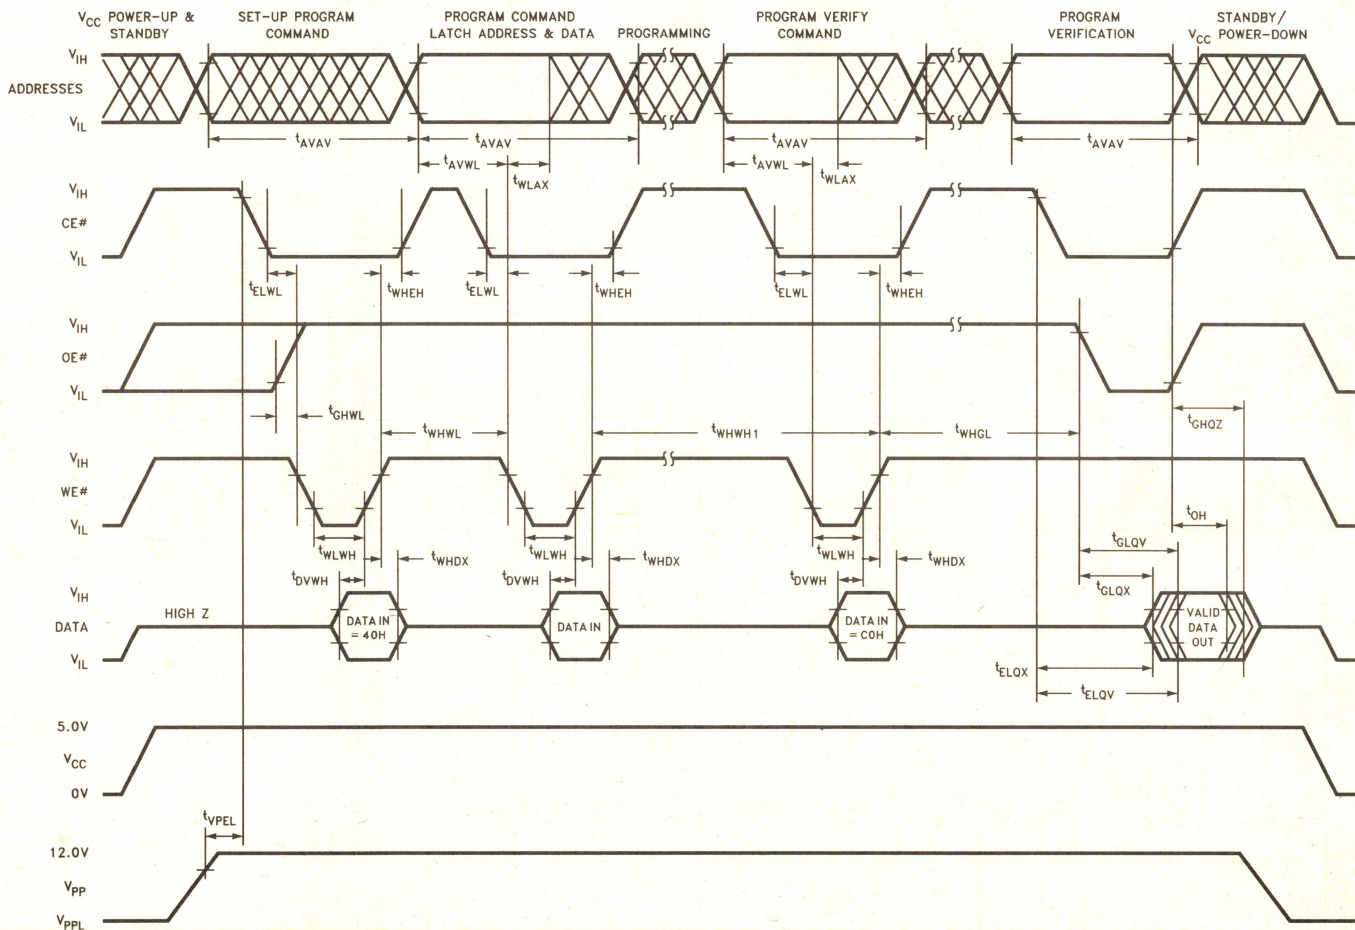 VCC POWER-UP & STANDBY
SET-UP PROGRAM COMMAND
PROGRAM COMMAND LATCH ADDRESS & DATA
PROGRAMMING
PROGRAM VERIFY COMMAND
PROGRAM VERIFICATION
STANDBY/ VCC POWER-DOWN
VIH
ADDRESSES
VIL
tAVAV
tAVAV
tAVAV
tAVAV
tAVWL
tWLAX
tAVWL
tWLAX
VIH
CE#
VIL
tELWL
tWHEH
tELWL
tWHEH
tELWL
tWHEH
VIH
OE#
VIL
tGHWL
tWHWL
tWHWH1
tWHGL
tGHQZ
VIH
WE#
VIL
tWLWH
tWHDX
tWLWH
tWHDX
tWLWH
tWHDX
tOH
tGLQV
tDVWH
tDVWH
tDVWH
tGLQX
VIH
DATA
VIL
HIGH Z
DATA IN = 40H
DATA IN
DATA IN = C0H
VALID DATA OUT
tELQX
tELQV
5.0V
VCC
0V
tVPEL
12.0V
VPP
VPPL